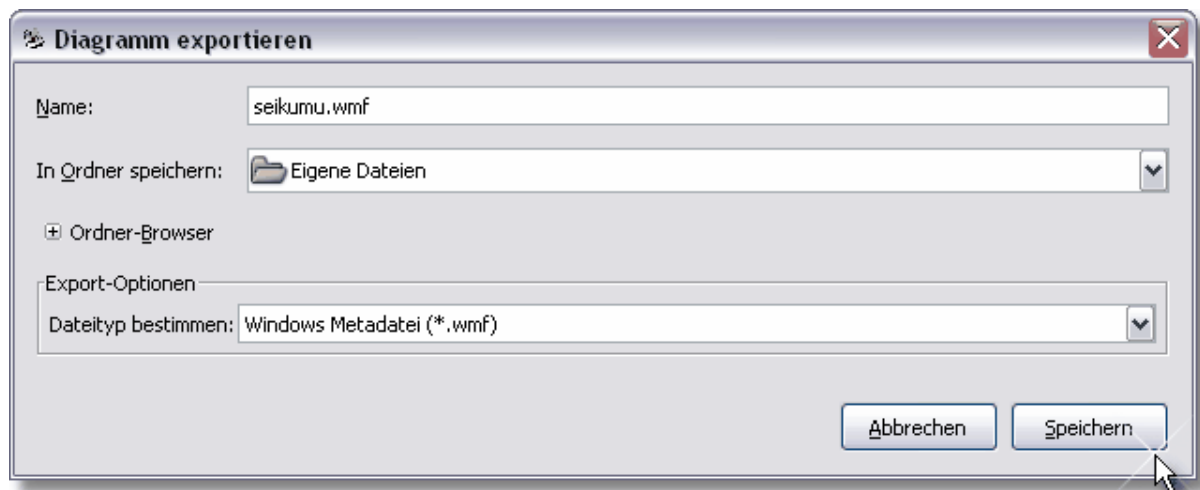 Diagramm exportieren
Name: seikumu.wmf
In Ordner speichern: Eigene Dateien
Ordner-Browser
Export-Optionen
Dateityp bestimmen: Windows Metadatei (*.wmf)
Abbrechen Speichern